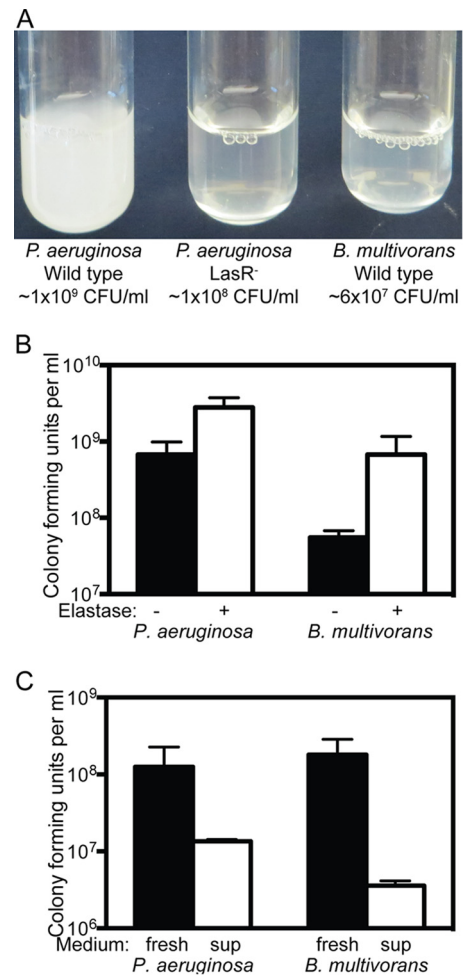 A
P. aeruginosa P. aeruginosa B. multivorans
Wild type LasR⁻ Wild type
~1x10⁹ CFU/ml ~1x10⁸ CFU/ml ~6x10⁷ CFU/ml
B
Colony forming units per ml
10¹⁰
10⁹
10⁸
10⁷
Elastase: - + - +
P. aeruginosa B. multivorans
C
Colony forming units per ml
10⁹
10⁸
10⁷
10⁶
Medium: fresh sup fresh sup
P. aeruginosa B. multivorans